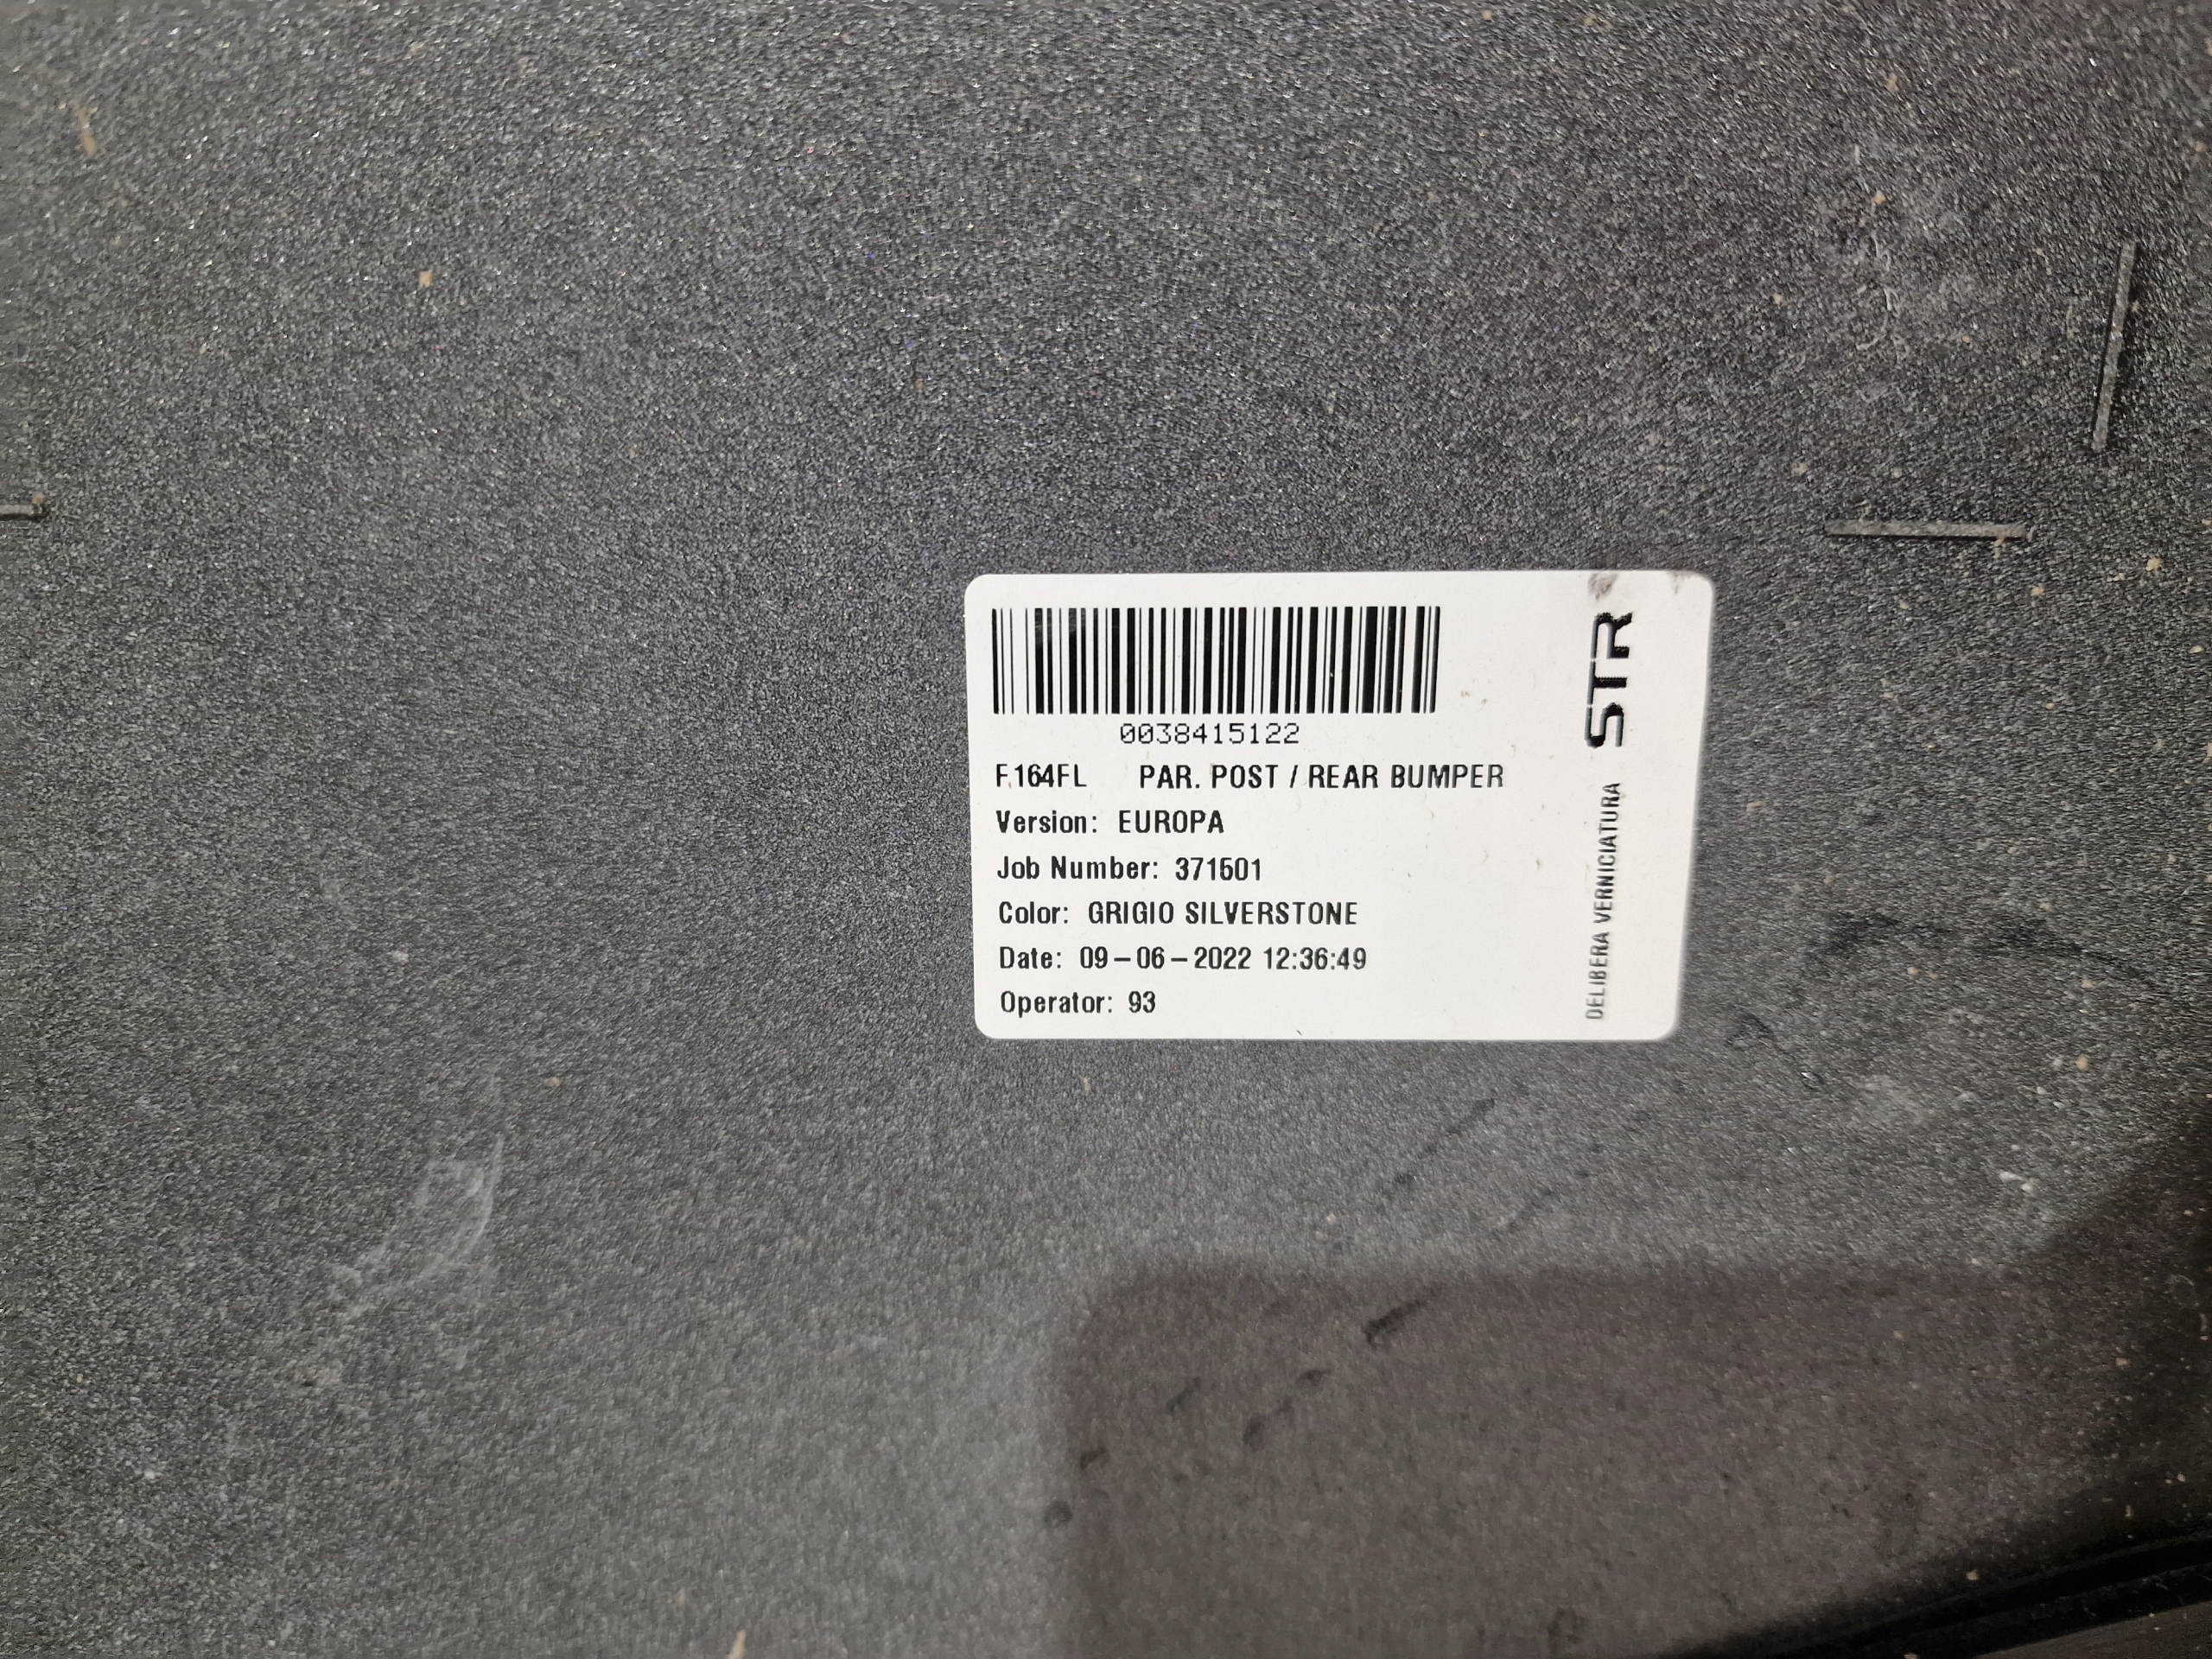 0038415122
F.164FL PAR. POST / REAR BUMPER
Version: EUROPA
Job Number: 371501
Color: GRIGIO SILVERSTONE
Date: 09-06-2022 12:36:49
Operator: 93
DELIBERA VERNICIATURA STR